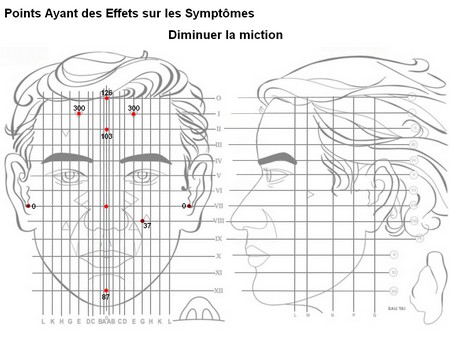 Points Ayant des Effets sur les Symptômes
Diminuer la miction
126
O
300
300
I
103
II
III
IV
V
VI
0
0
VII
37
VIII
IX
X
XI
87
XII
L K H G E DC BAAB CD E G H K L